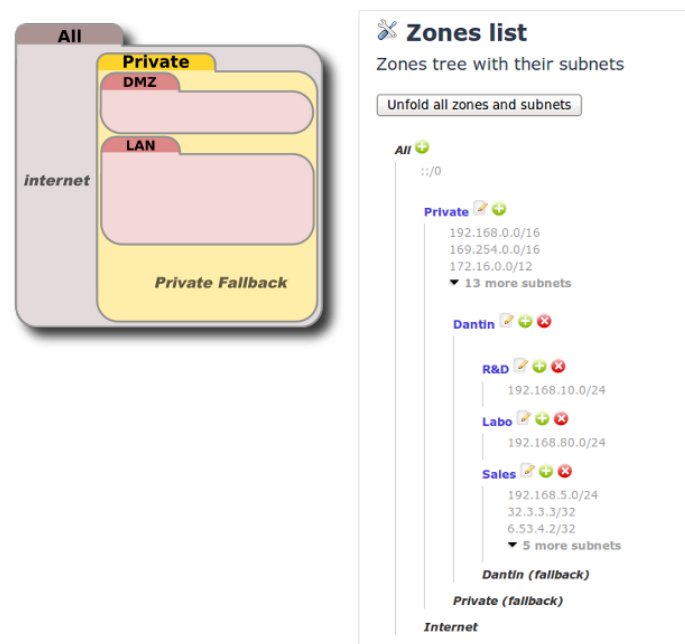 All
Private
DMZ
LAN
internet
Private Fallback
Zones list
Zones tree with their subnets
Unfold all zones and subnets
All
::/0
Private
192.168.0.0/16
169.254.0.0/16
172.16.0.0/12
13 more subnets
Dantin
R&D
192.168.10.0/24
Labo
192.168.80.0/24
Sales
192.168.5.0/24
32.3.3.3/32
6.53.4.2/32
5 more subnets
Dantin (fallback)
Private (fallback)
Internet